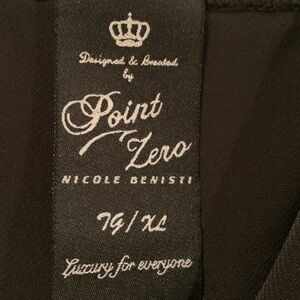 Designed & Created
by
Point
Zero
NICOLE BENISTI
TG/XL
Luxury for everyone